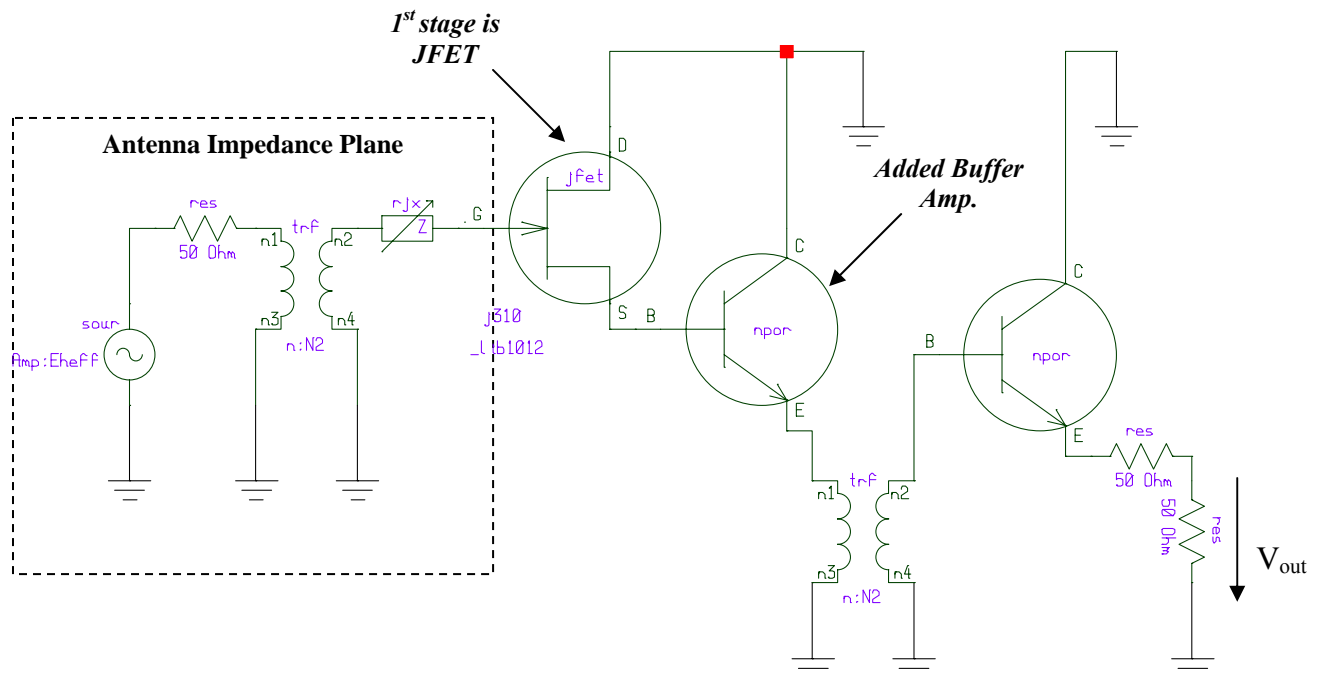 1st stage is
JFET
Antenna Impedance Plane
Added Buffer
Amp.
D
jfet
res
50 Ohm
trf
n1
n2
n3
n4
n:N2
rjx
Z
G
S
B
j310
sour
Amp:Eheff
C
npor
E
trf
n1
n2
n3
n4
n:N2
B
C
npor
E
res
50 Ohm
50 Ohm
res
Vout